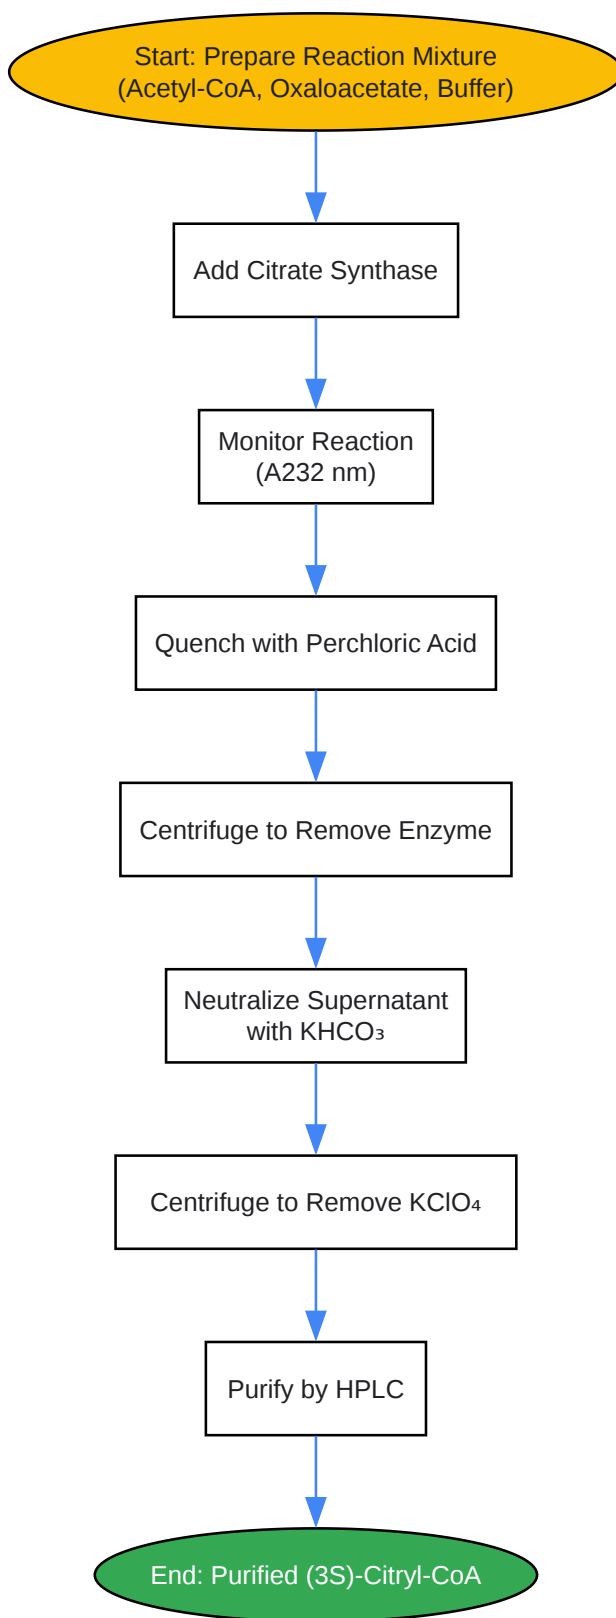 Start: Prepare Reaction Mixture
(Acetyl-CoA, Oxaloacetate, Buffer)
Add Citrate Synthase
Monitor Reaction
(A232 nm)
Quench with Perchloric Acid
Centrifuge to Remove Enzyme
Neutralize Supernatant
with KHCO₃
Centrifuge to Remove KClO₄
Purify by HPLC
End: Purified (3S)-Citryl-CoA